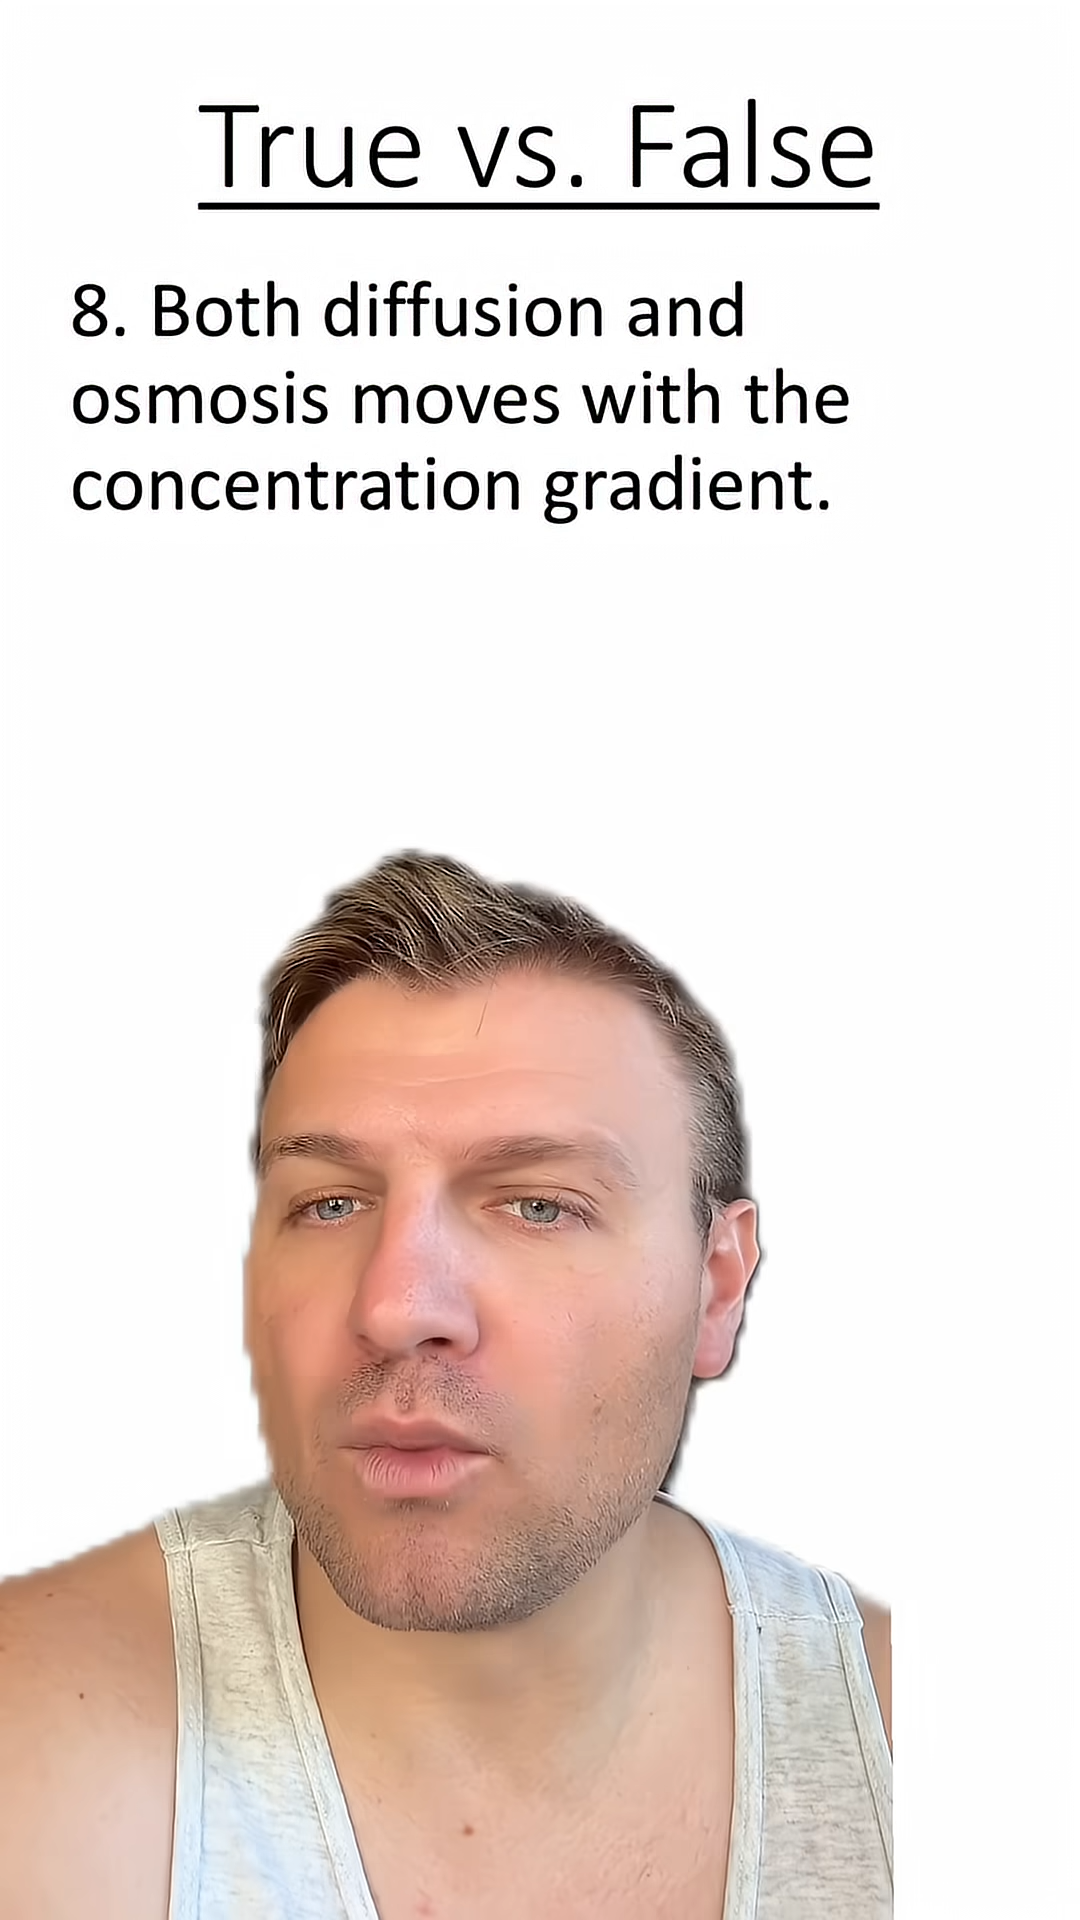 True vs. False
8. Both diffusion and
osmosis moves with the
concentration gradient.